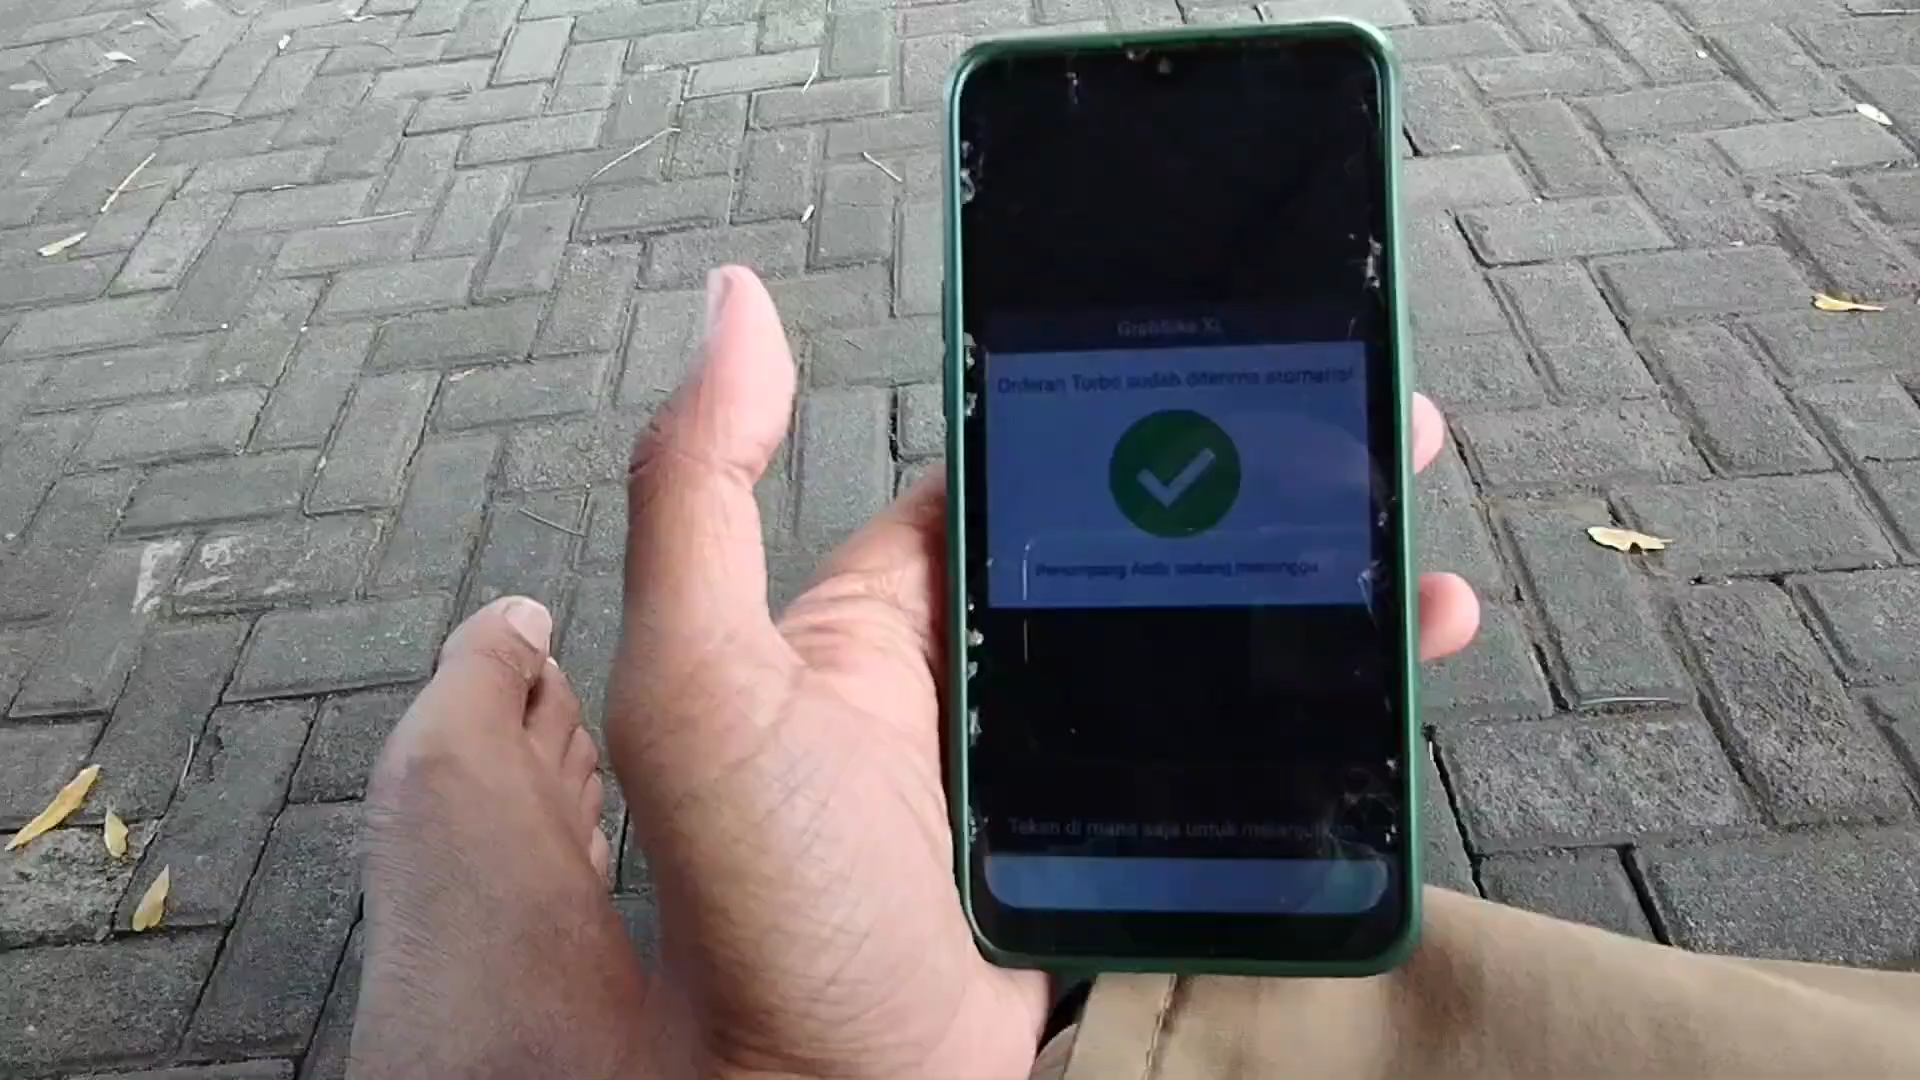 GrabBike XL
Orderan Turbo sudah diterima otomatis!
Penumpang Anda sedang menunggu
Tekan di mana saja untuk melanjutkan